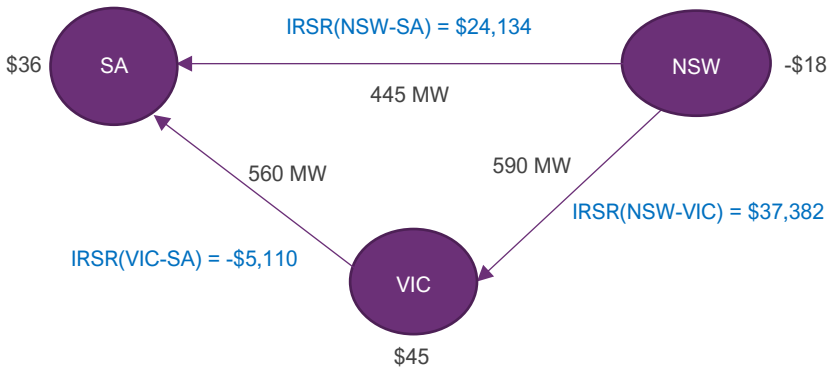 IRSR(NSW-SA) = $24,134
$36
SA
NSW
-$18
445 MW
560 MW
590 MW
IRSR(NSW-VIC) = $37,382
IRSR(VIC-SA) = -$5,110
VIC
$45